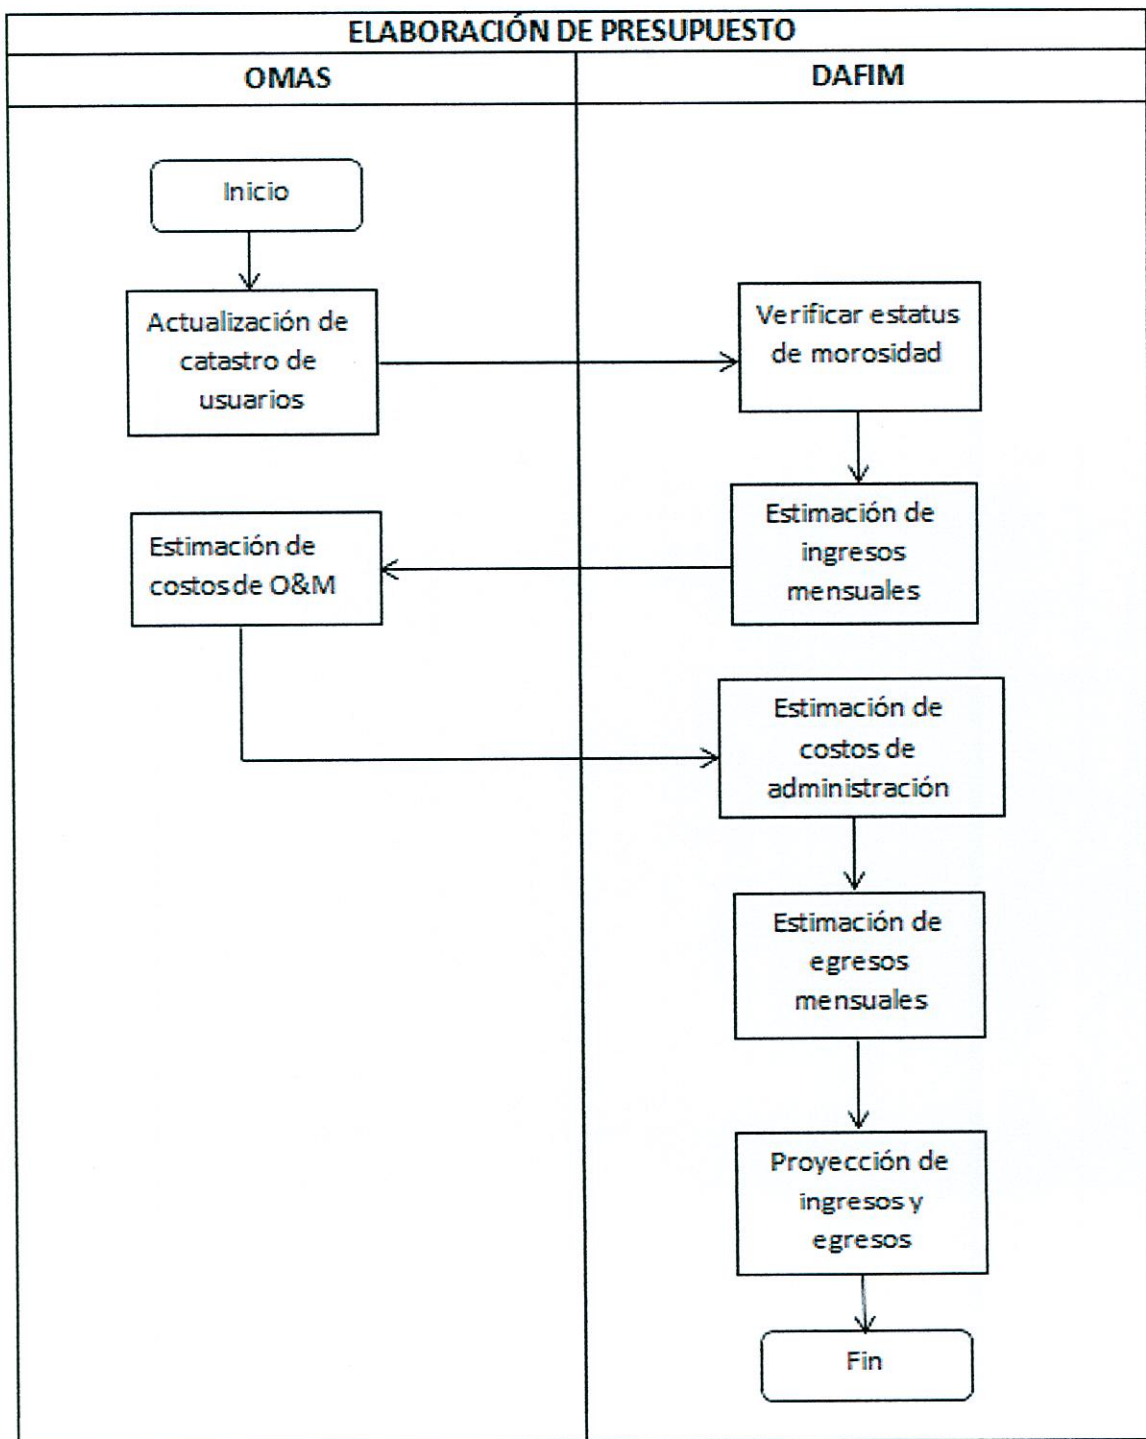 ELABORACIÓN DE PRESUPUESTO
OMAS
DAFIM
Inicio
Actualización de
catastro de
usuarios
Verificar estatus
de morosidad
Estimación de
ingresos
mensuales
Estimación de
costos de O&M
Estimación de
costos de
administración
Estimación de
egresos
mensuales
Proyección de
ingresos y
egresos
Fin